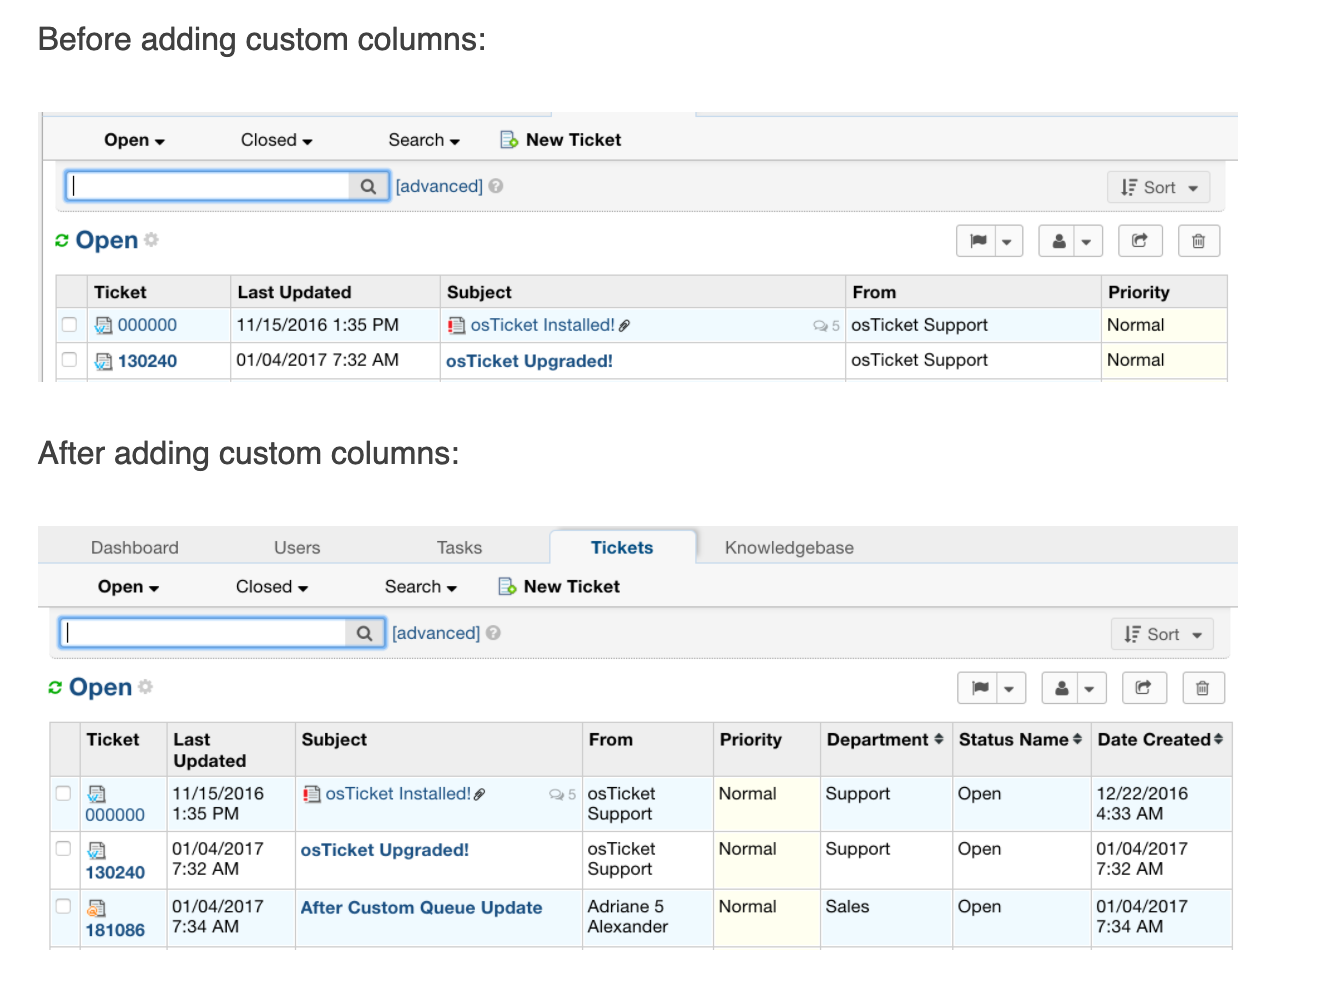 Before adding custom columns:
Open Closed Search New Ticket
[advanced] Sort
Open
Ticket Last Updated Subject From Priority
000000 11/15/2016 1:35 PM osTicket Installed! 5 osTicket Support Normal
130240 01/04/2017 7:32 AM osTicket Upgraded! osTicket Support Normal
After adding custom columns:
Dashboard Users Tasks Tickets Knowledgebase
Open Closed Search New Ticket
[advanced] Sort
Open
Ticket Last Updated Subject From Priority Department Status Name Date Created
000000 11/15/2016 1:35 PM osTicket Installed! 5 osTicket Support Normal Support Open 12/22/2016 4:33 AM
130240 01/04/2017 7:32 AM osTicket Upgraded! osTicket Support Normal Support Open 01/04/2017 7:32 AM
181086 01/04/2017 7:34 AM After Custom Queue Update Adriane 5 Alexander Normal Sales Open 01/04/2017 7:34 AM